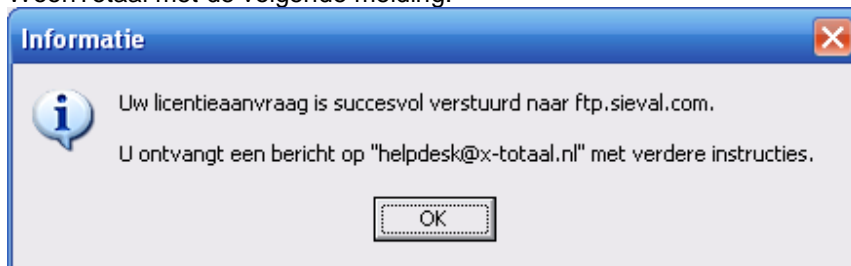 Informatie
Uw licentieaanvraag is succesvol verstuurd naar ftp.sieval.com.
U ontvangt een bericht op "helpdesk@x-totaal.nl" met verdere instructies.
OK